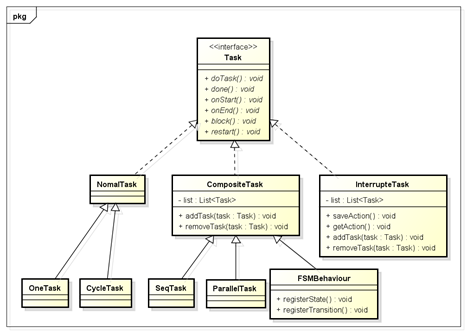 pkg
<<interface>>
Task
+ doTask() : void
+ done() : void
+ onStart() : void
+ onEnd() : void
+ block() : void
+ restart() : void
NomalTask
CompositeTask
- list : List<Task>
+ addTask(task : Task) : void
+ removeTask(task : Task) : void
InterrupteTask
- list : List<Task>
+ saveAction() : void
+ getAction() : void
+ addTask(task : Task) : void
+ removeTask(task : Task) : void
OneTask
CycleTask
SeqTask
ParallelTask
FSMBehaviour
+ registerState() : void
+ registerTransition() : void